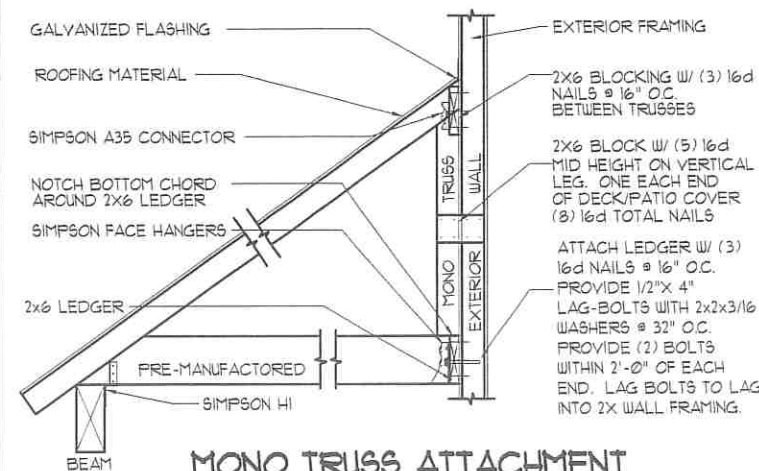 GALVANIZED FLASHING
ROOFING MATERIAL
SIMPSON A35 CONNECTOR
NOTCH BOTTOM CHORD
AROUND 2X6 LEDGER
SIMPSON FACE HANGERS
2x6 LEDGER
PRE-MANUFACTORED
SIMPSON H1
BEAM
MONO TRUSS
EXTERIOR WALL
EXTERIOR FRAMING
2X6 BLOCKING W/ (3) 16d
NAILS @ 16" O.C.
BETWEEN TRUSSES
2X6 BLOCK W/ (5) 16d
MID HEIGHT ON VERTICAL
LEG. ONE EACH END
OF DECK/PATIO COVER
(8) 16d TOTAL NAILS
ATTACH LEDGER W/ (3)
16d NAILS @ 16" O.C.
PROVIDE 1/2"X 4"
LAG-BOLTS WITH 2x2x3/16
WASHERS @ 32" O.C.
PROVIDE (2) BOLTS
WITHIN 2'-0" OF EACH
END. LAG BOLTS TO LAG
INTO 2X WALL FRAMING.
MONO TRUSS ATTACHMENT